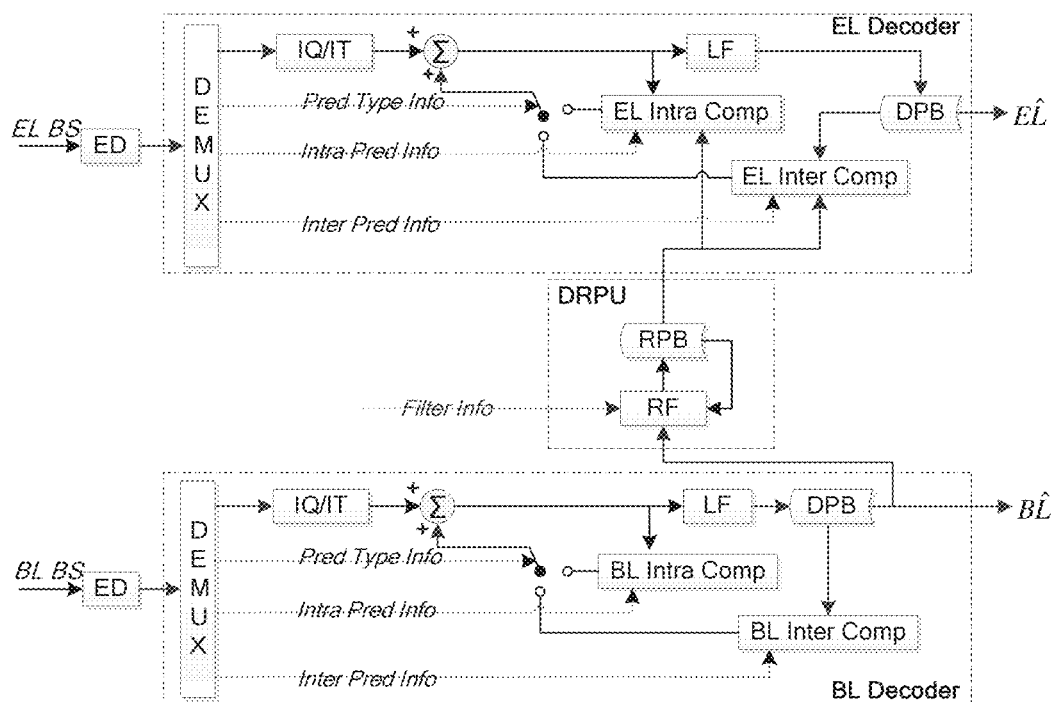 EL Decoder
IQ/IT
+
Σ
+
LF
D
E
M
U
X
Pred Type Info
EL Intra Comp
DPB
EL̂
EL BS
ED
Intra Pred Info
EL Inter Comp
Inter Pred Info
DRPU
RPB
Filter Info
RF
IQ/IT
+
Σ
+
LF
DPB
BL̂
D
E
M
U
X
Pred Type Info
BL Intra Comp
BL BS
ED
Intra Pred Info
BL Inter Comp
Inter Pred Info
BL Decoder